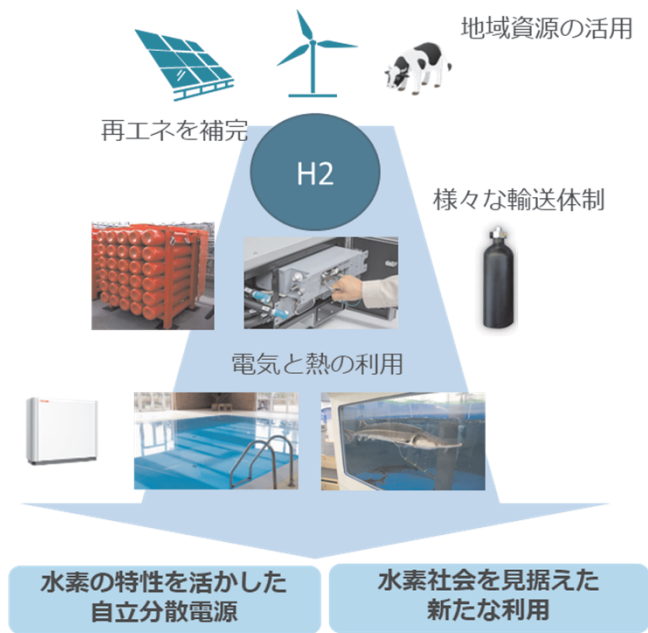 地域資源の活用
再エネを補完
H2
様々な輸送体制
電気と熱の利用
水素の特性を活かした
自立分散電源
水素社会を見据えた
新たな利用